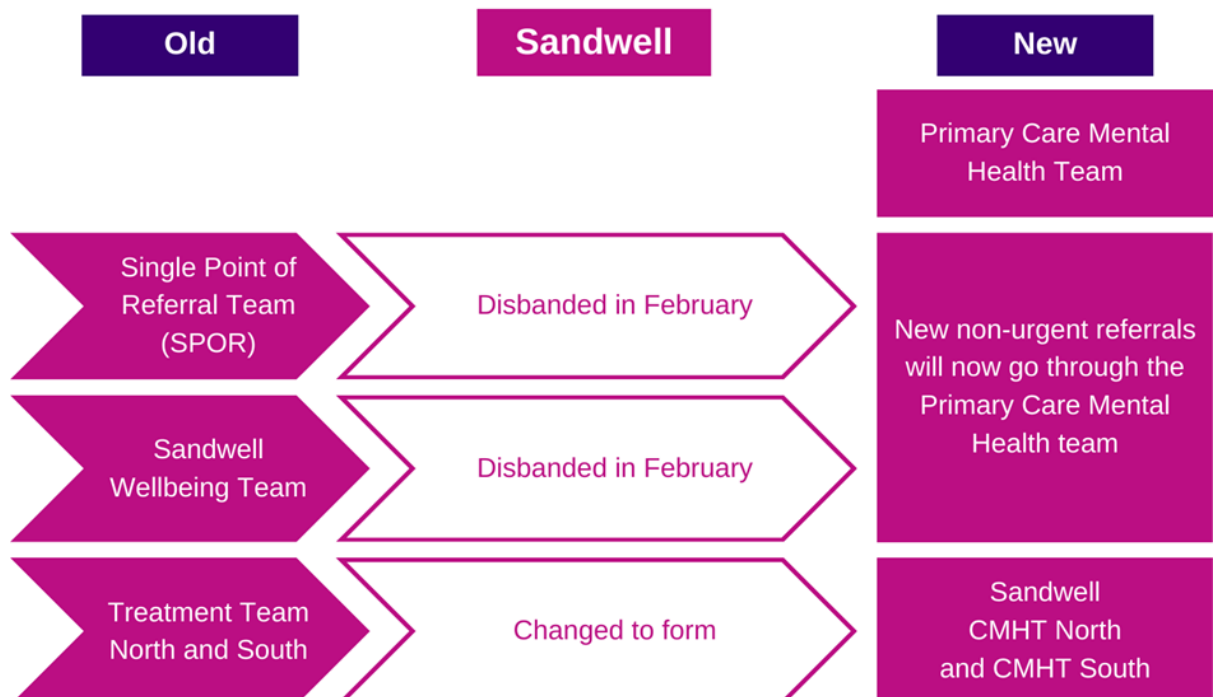 Old
Sandwell
New
Primary Care Mental
Health Team
Single Point of
Referral Team
(SPOR)
Disbanded in February
New non-urgent referrals
will now go through the
Primary Care Mental
Health team
Sandwell
Wellbeing Team
Disbanded in February
Treatment Team
North and South
Changed to form
Sandwell
CMHT North
and CMHT South